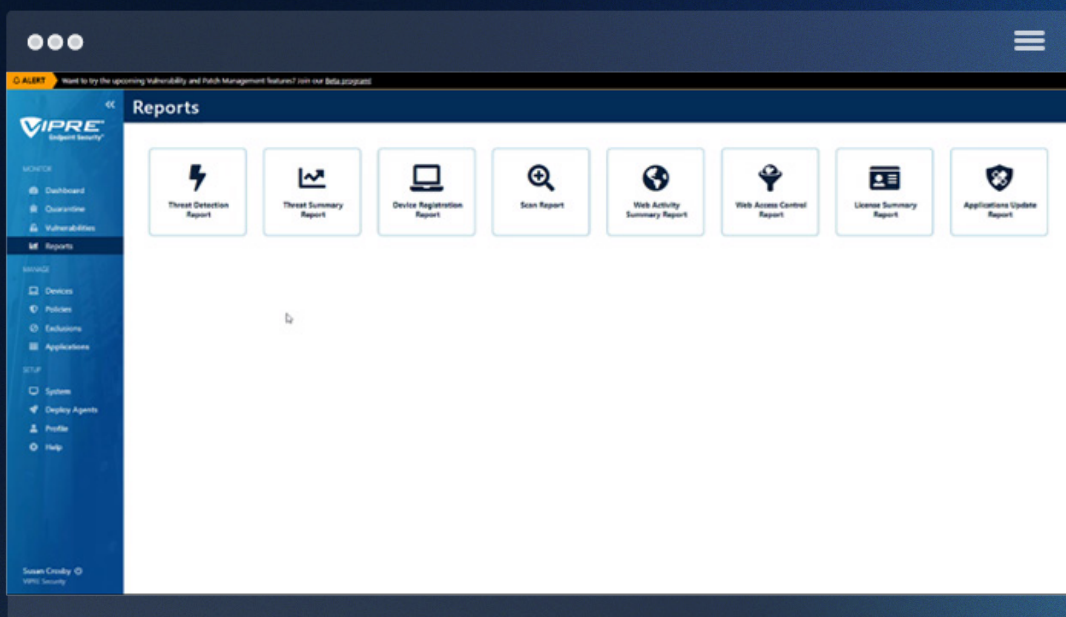 ALERT Want to try the upcoming Vulnerability and Patch Management features? Join our Beta program!
VIPRE
Endpoint Security
Reports
MONITOR
Dashboard
Quarantine
Vulnerabilities
Reports
MANAGE
Devices
Policies
Exclusions
Applications
SETUP
System
Deploy Agents
Profile
Help
Susan Crosby
VIPRE Security
Threat Detection
Report
Threat Summary
Report
Device Registration
Report
Scan Report
Web Activity
Summary Report
Web Access Control
Report
License Summary
Report
Applications Update
Report